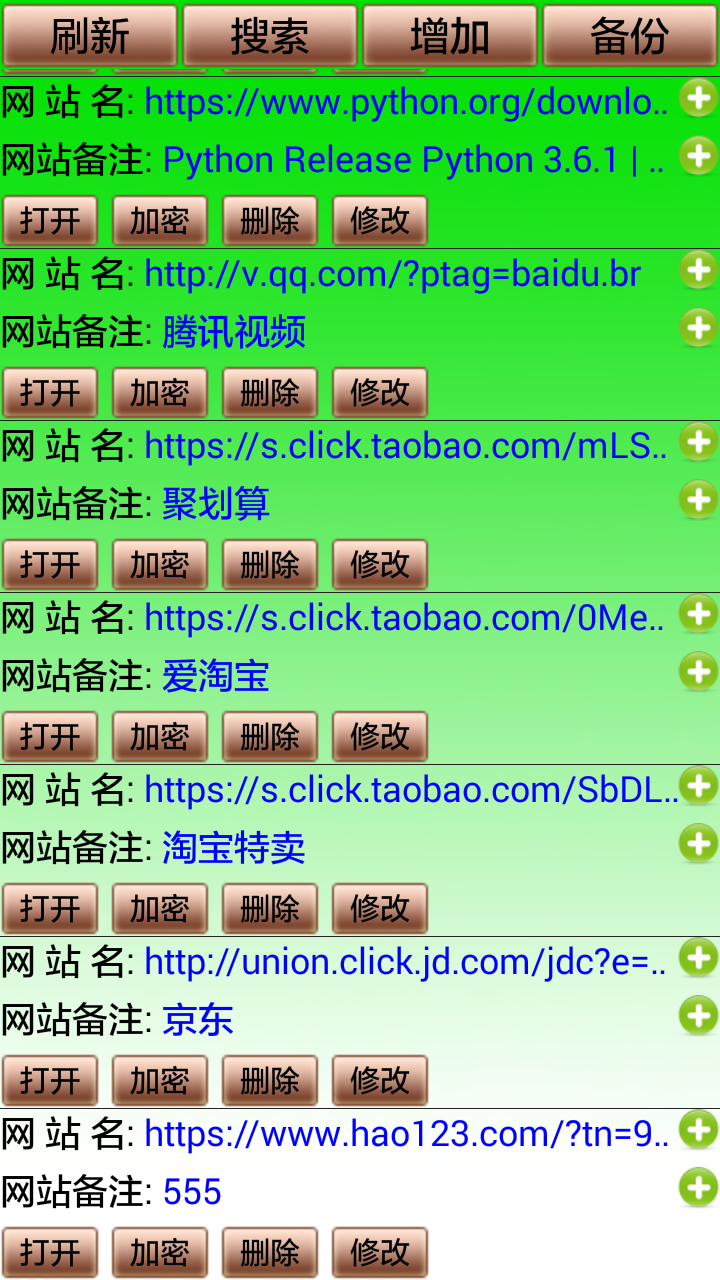 刷新 搜索 增加 备份
网 站 名: https://www.python.org/downlo..
网站备注: Python Release Python 3.6.1 | ..
打开 加密 删除 修改
网 站 名: http://v.qq.com/?ptag=baidu.br
网站备注: 腾讯视频
打开 加密 删除 修改
网 站 名: https://s.click.taobao.com/mLS..
网站备注: 聚划算
打开 加密 删除 修改
网 站 名: https://s.click.taobao.com/0Me..
网站备注: 爱淘宝
打开 加密 删除 修改
网 站 名: https://s.click.taobao.com/SbDL..
网站备注: 淘宝特卖
打开 加密 删除 修改
网 站 名: http://union.click.jd.com/jdc?e=..
网站备注: 京东
打开 加密 删除 修改
网 站 名: https://www.hao123.com/?tn=9..
网站备注: 555
打开 加密 删除 修改